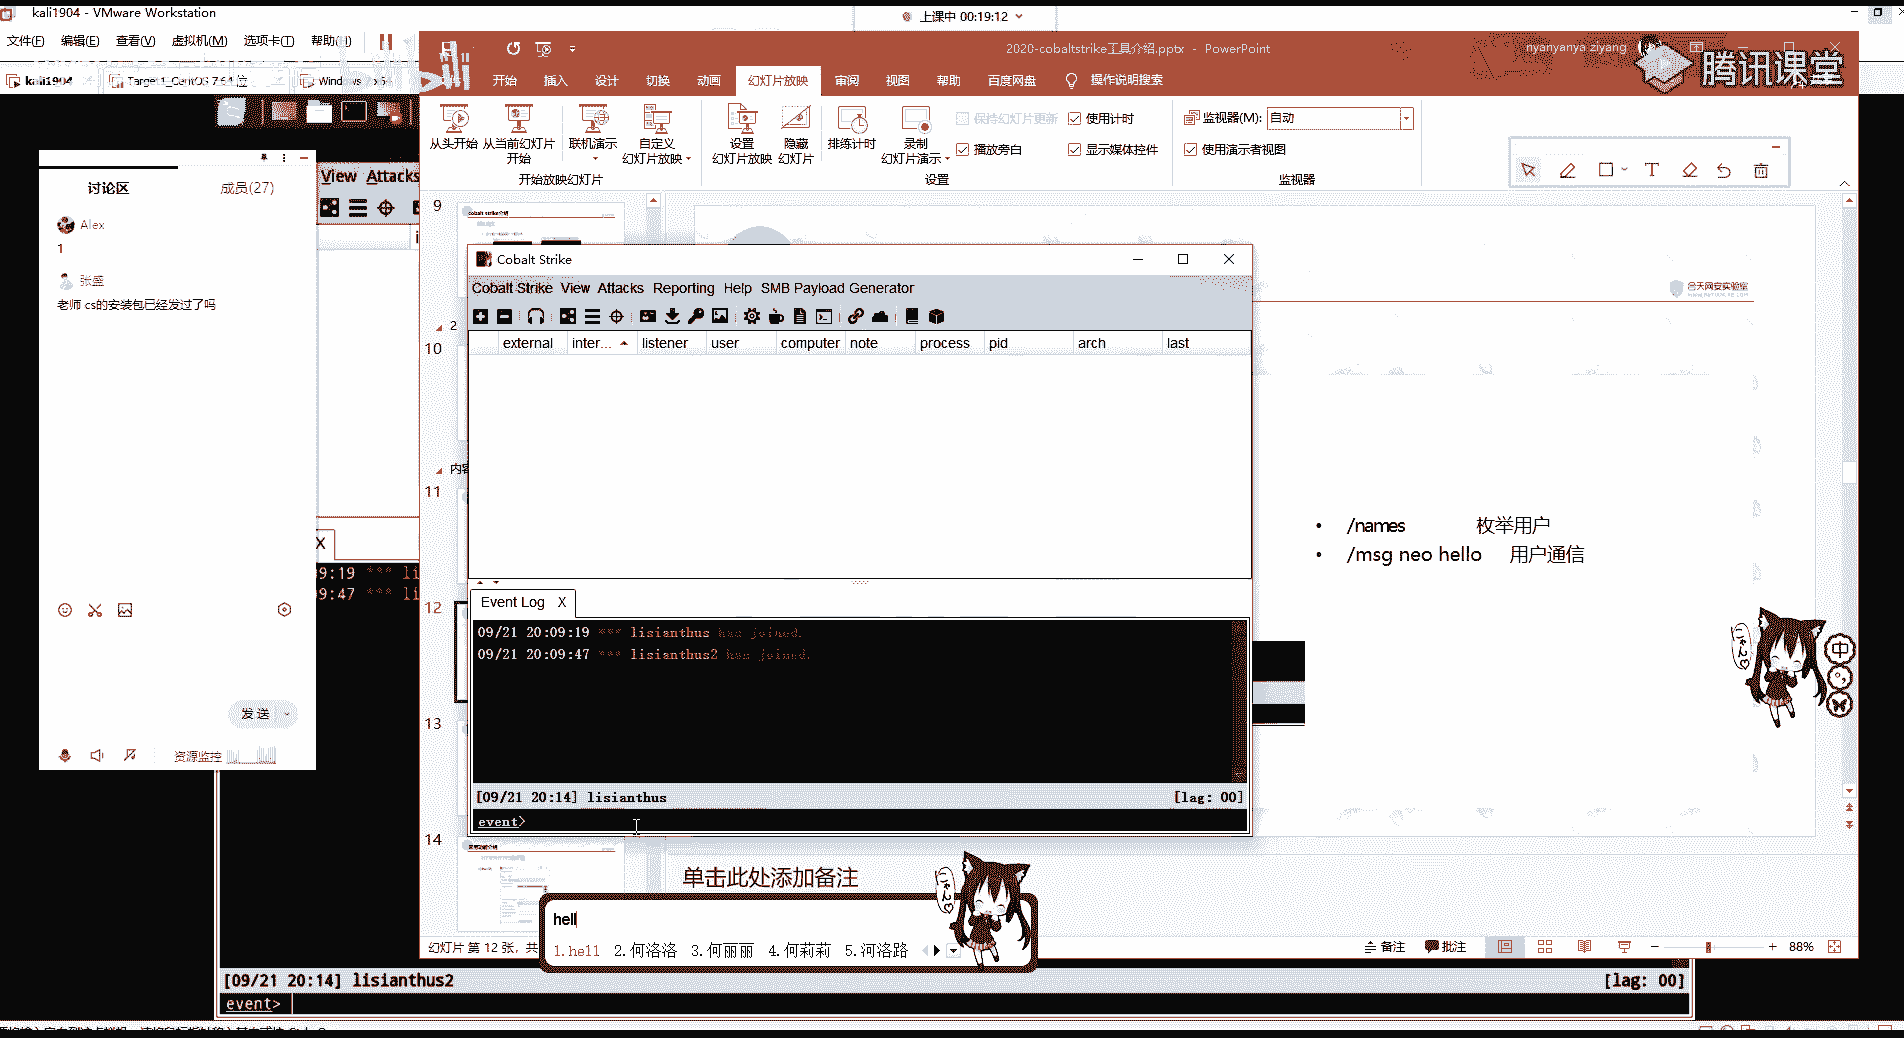 kali1904 - VMware Workstation
上课中 00:19:12
文件(F) 编辑(E) 查看(V) 虚拟机(M) 选项卡(T) 帮助(H)
kali1904
Target1_CentOS 7 64 位
Windows
2020-cobaltstrike工具介绍.pptx - PowerPoint
nyanyanya ziyang
腾讯课堂
开始 插入 设计 切换 动画 幻灯片放映 审阅 视图 帮助 百度网盘 操作说明搜索
从头开始
从当前幻灯片
开始
联机演示
自定义
幻灯片放映
设置
幻灯片放映
隐藏
幻灯片
排练计时
录制
幻灯片演示
保持幻灯片更新
使用计时
播放旁白
显示媒体控件
监视器(M): 自动
使用演示者视图
开始放映幻灯片
设置
监视器
讨论区
成员(27)
Alex
1
张盛
老师 cs的安装包已经发过了吗
发送
资源监控
View Attacks
X
9:19 *** li
9:47 *** li
9
2
10
11
12
13
14
Cobalt Strike
Cobalt Strike View Attacks Reporting Help SMB Payload Generator
external inter... listener user computer note process pid arch last
Event Log X
09/21 20:09:19 *** lisianthus has joined.
09/21 20:09:47 *** lisianthus2 has joined.
[09/21 20:14] lisianthus [lag: 00]
event>
合天网安实验室
• /names 枚举用户
• /msg neo hello 用户通信
中
单击此处添加备注
hell
1.hell 2.何洛洛 3.何丽丽 4.何莉莉 5.河洛路
幻灯片 第 12 张，共
备注 批注 88%
[09/21 20:14] lisianthus2 [lag: 00]
event>